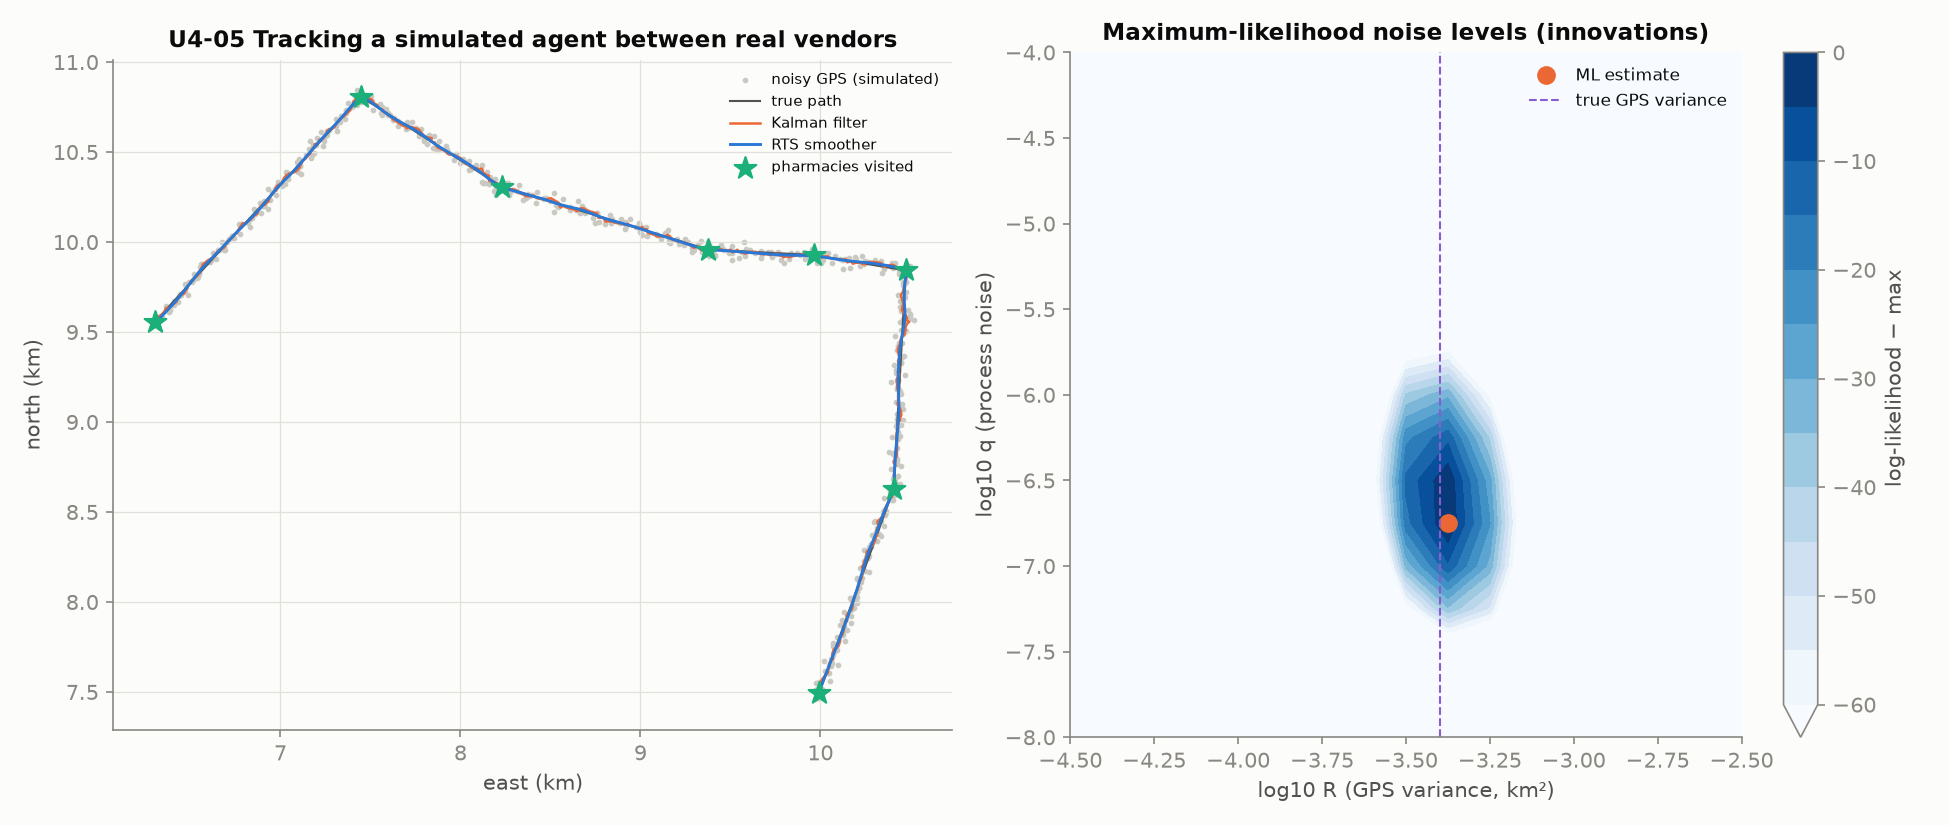 U4-05 Tracking a simulated agent between real vendors
noisy GPS (simulated)
true path
Kalman filter
RTS smoother
pharmacies visited
11.0
10.5
10.0
9.5
9.0
8.5
8.0
7.5
north (km)
7 8 9 10
east (km)
Maximum-likelihood noise levels (innovations)
ML estimate
true GPS variance
−4.0
−4.5
−5.0
−5.5
−6.0
−6.5
−7.0
−7.5
−8.0
log10 q (process noise)
−4.50 −4.25 −4.00 −3.75 −3.50 −3.25 −3.00 −2.75 −2.50
log10 R (GPS variance, km²)
0
−10
−20
−30
−40
−50
−60
log-likelihood − max